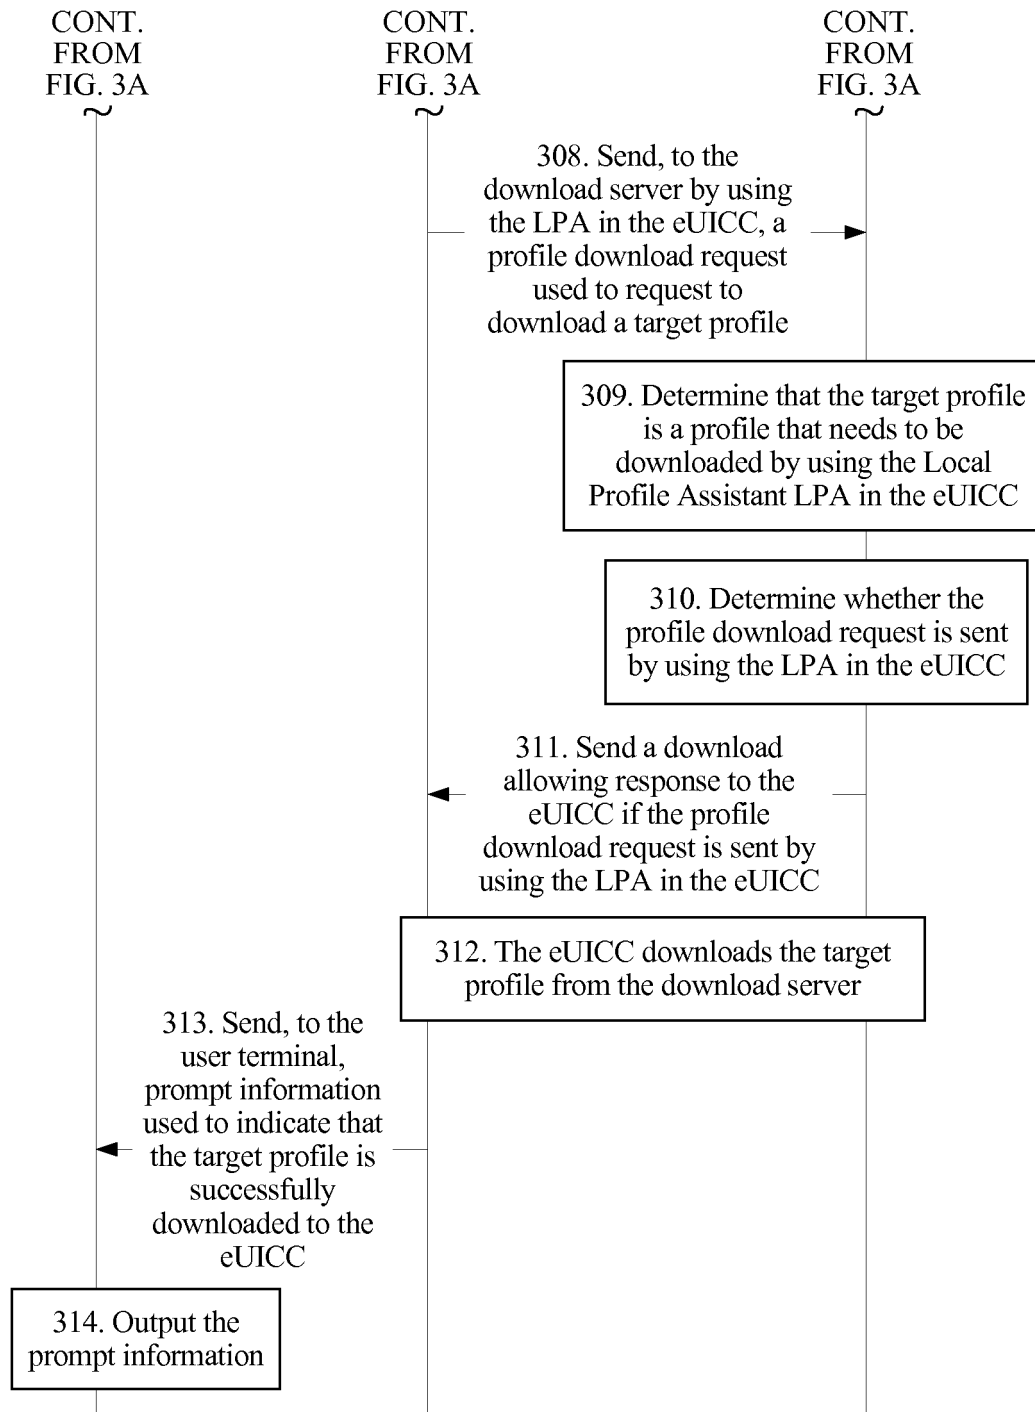 CONT.
FROM
FIG. 3A
CONT.
FROM
FIG. 3A
CONT.
FROM
FIG. 3A
308. Send, to the
download server by using
the LPA in the eUICC, a
profile download request
used to request to
download a target profile
309. Determine that the target profile
is a profile that needs to be
downloaded by using the Local
Profile Assistant LPA in the eUICC
310. Determine whether the
profile download request is sent
by using the LPA in the eUICC
311. Send a download
allowing response to the
eUICC if the profile
download request is sent by
using the LPA in the eUICC
312. The eUICC downloads the target
profile from the download server
313. Send, to the
user terminal,
prompt information
used to indicate that
the target profile is
successfully
downloaded to the
eUICC
314. Output the
prompt information